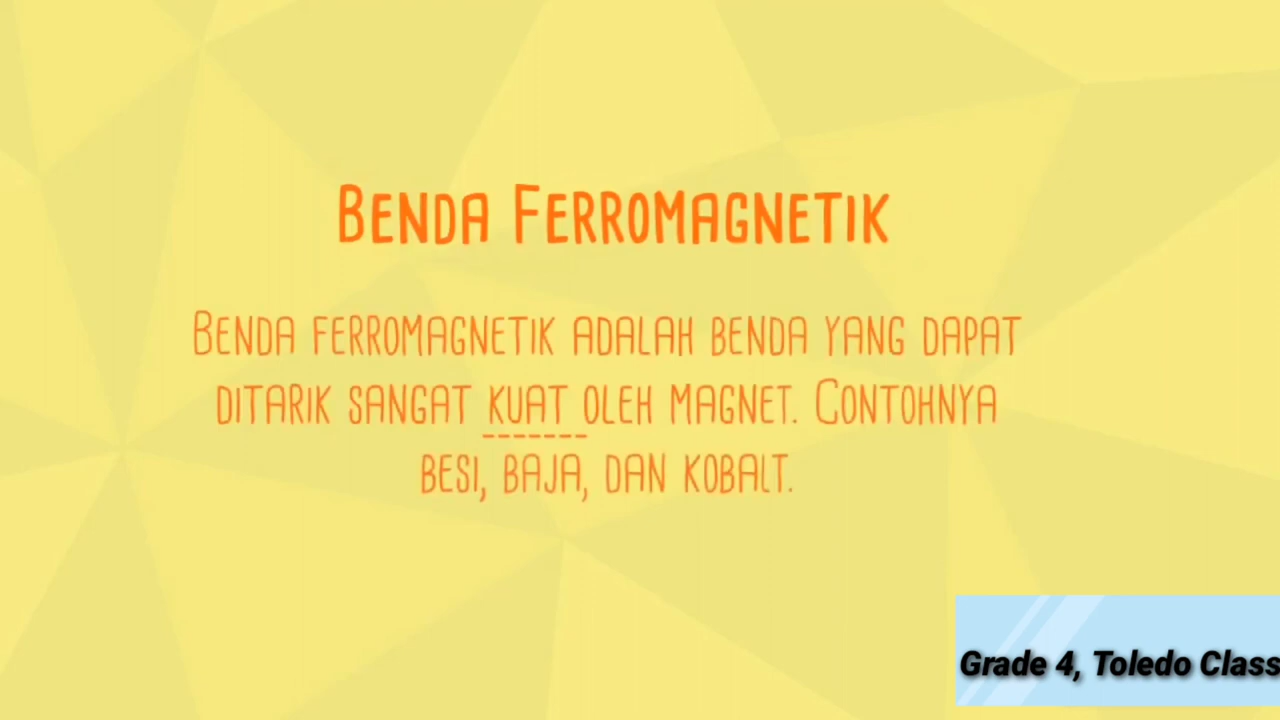 Benda Ferromagnetik
Benda ferromagnetik adalah benda yang dapat
ditarik sangat kuat oleh magnet. Contohnya
besi, baja, dan kobalt.
Grade 4, Toledo Class